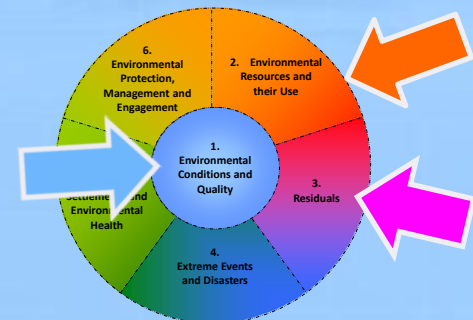 6.
Environmental
Protection,
Management and
Engagement
2. Environmental
Resources and
their Use
1.
Environmental
Conditions and
Quality
3.
Residuals
and
Health
4.
Extreme Events
and Disasters